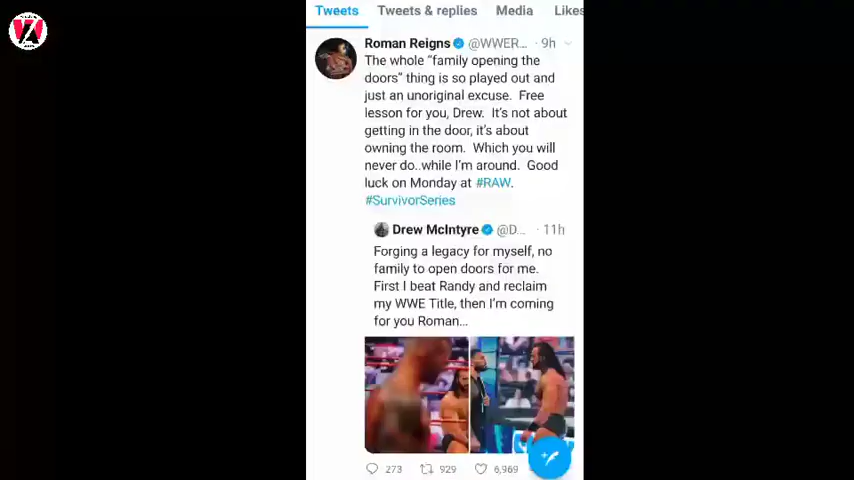 Tweets Tweets & replies Media Likes
Roman Reigns @WWER... · 9h
The whole “family opening the
doors” thing is so played out and
just an unoriginal excuse. Free
lesson for you, Drew. It’s not about
getting in the door, it’s about
owning the room. Which you will
never do..while I’m around. Good
luck on Monday at #RAW.
#SurvivorSeries
Drew McIntyre @D... · 11h
Forging a legacy for myself, no
family to open doors for me.
First I beat Randy and reclaim
my WWE Title, then I’m coming
for you Roman...
273 929 6,969